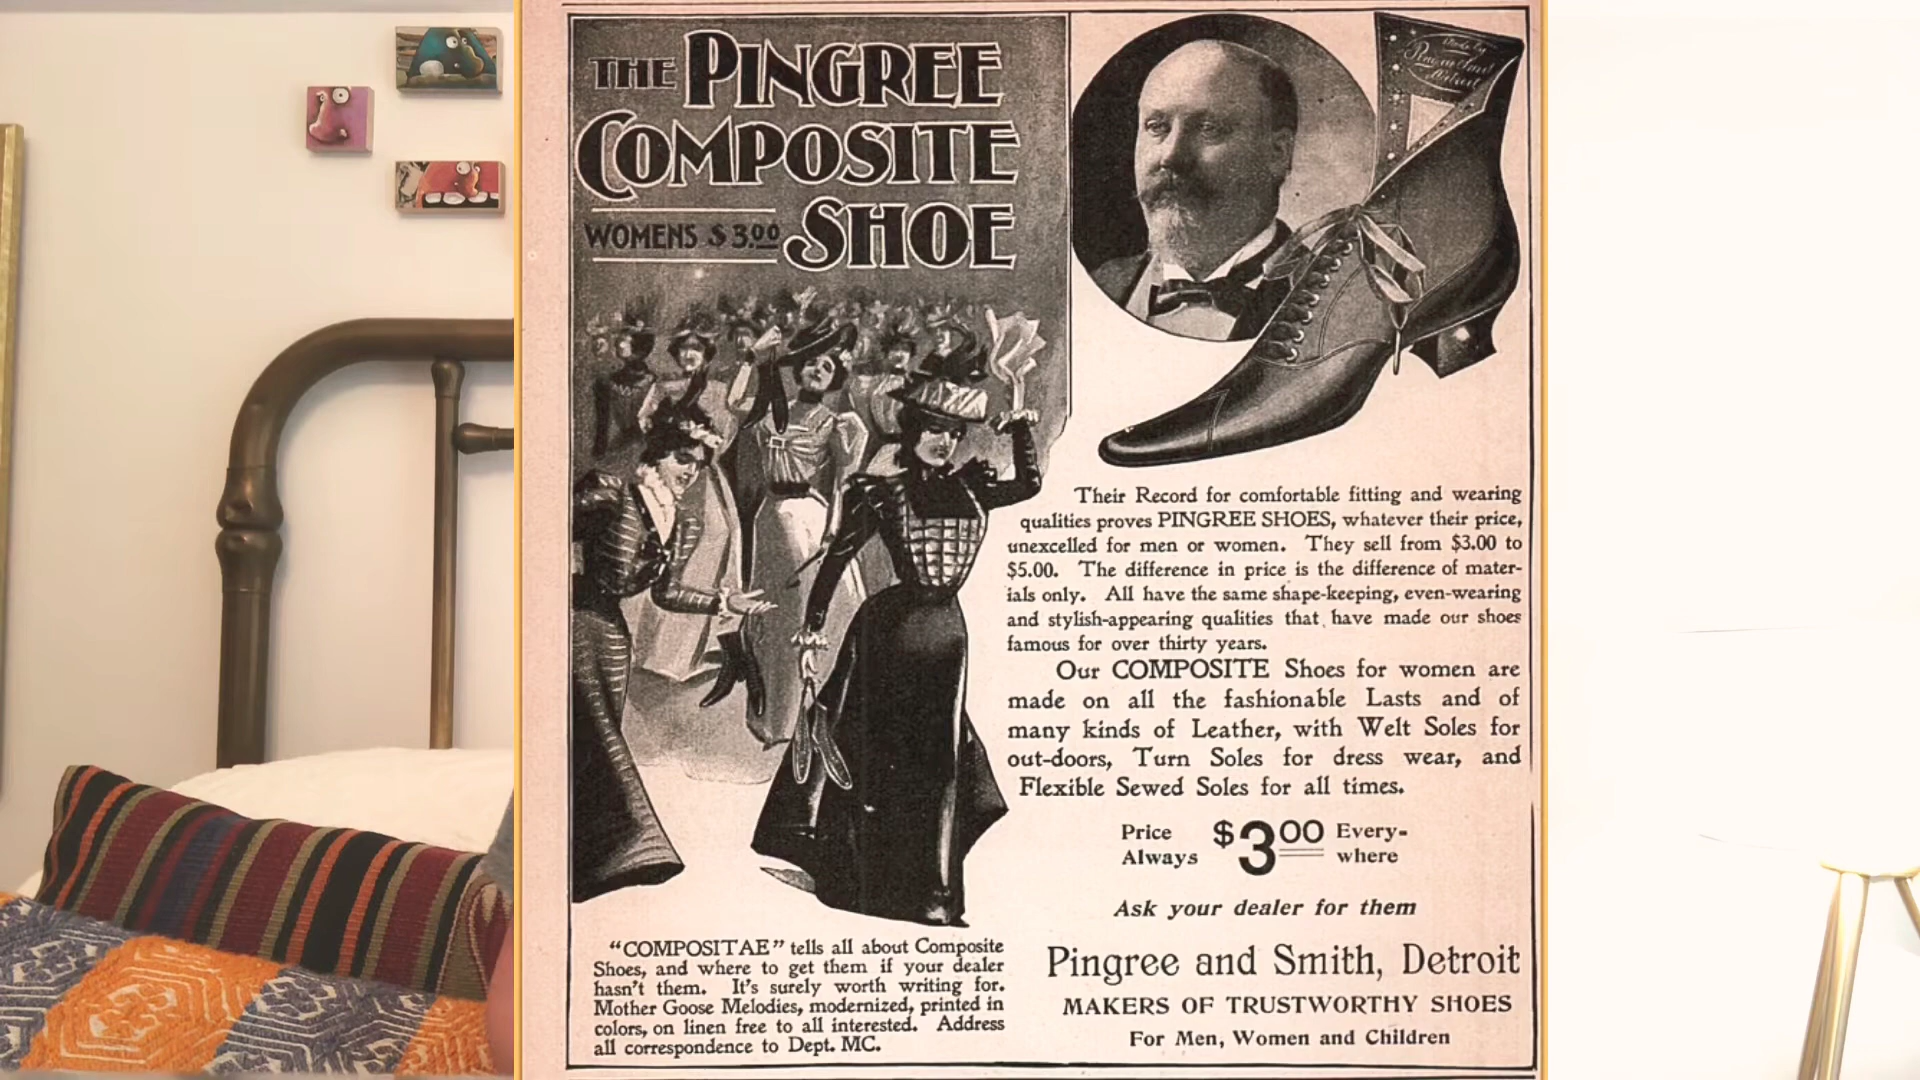 THE PINGREE
COMPOSITE
WOMENS $3.00 SHOE
Made by
Pingree and Smith
Detroit
Their Record for comfortable fitting and wearing
qualities proves PINGREE SHOES, whatever their price,
unexcelled for men or women. They sell from $3.00 to
$5.00. The difference in price is the difference of mater-
ials only. All have the same shape-keeping, even-wearing
and stylish-appearing qualities that have made our shoes
famous for over thirty years.
Our COMPOSITE Shoes for women are
made on all the fashionable Lasts and of
many kinds of Leather, with Welt Soles for
out-doors, Turn Soles for dress wear, and
Flexible Sewed Soles for all times.
Price Always $3.00 Every-
where
Ask your dealer for them
Pingree and Smith, Detroit
MAKERS OF TRUSTWORTHY SHOES
For Men, Women and Children
"COMPOSITAE" tells all about Composite
Shoes, and where to get them if your dealer
hasn't them. It's surely worth writing for.
Mother Goose Melodies, modernized, printed in
colors, on linen free to all interested. Address
all correspondence to Dept. MC.